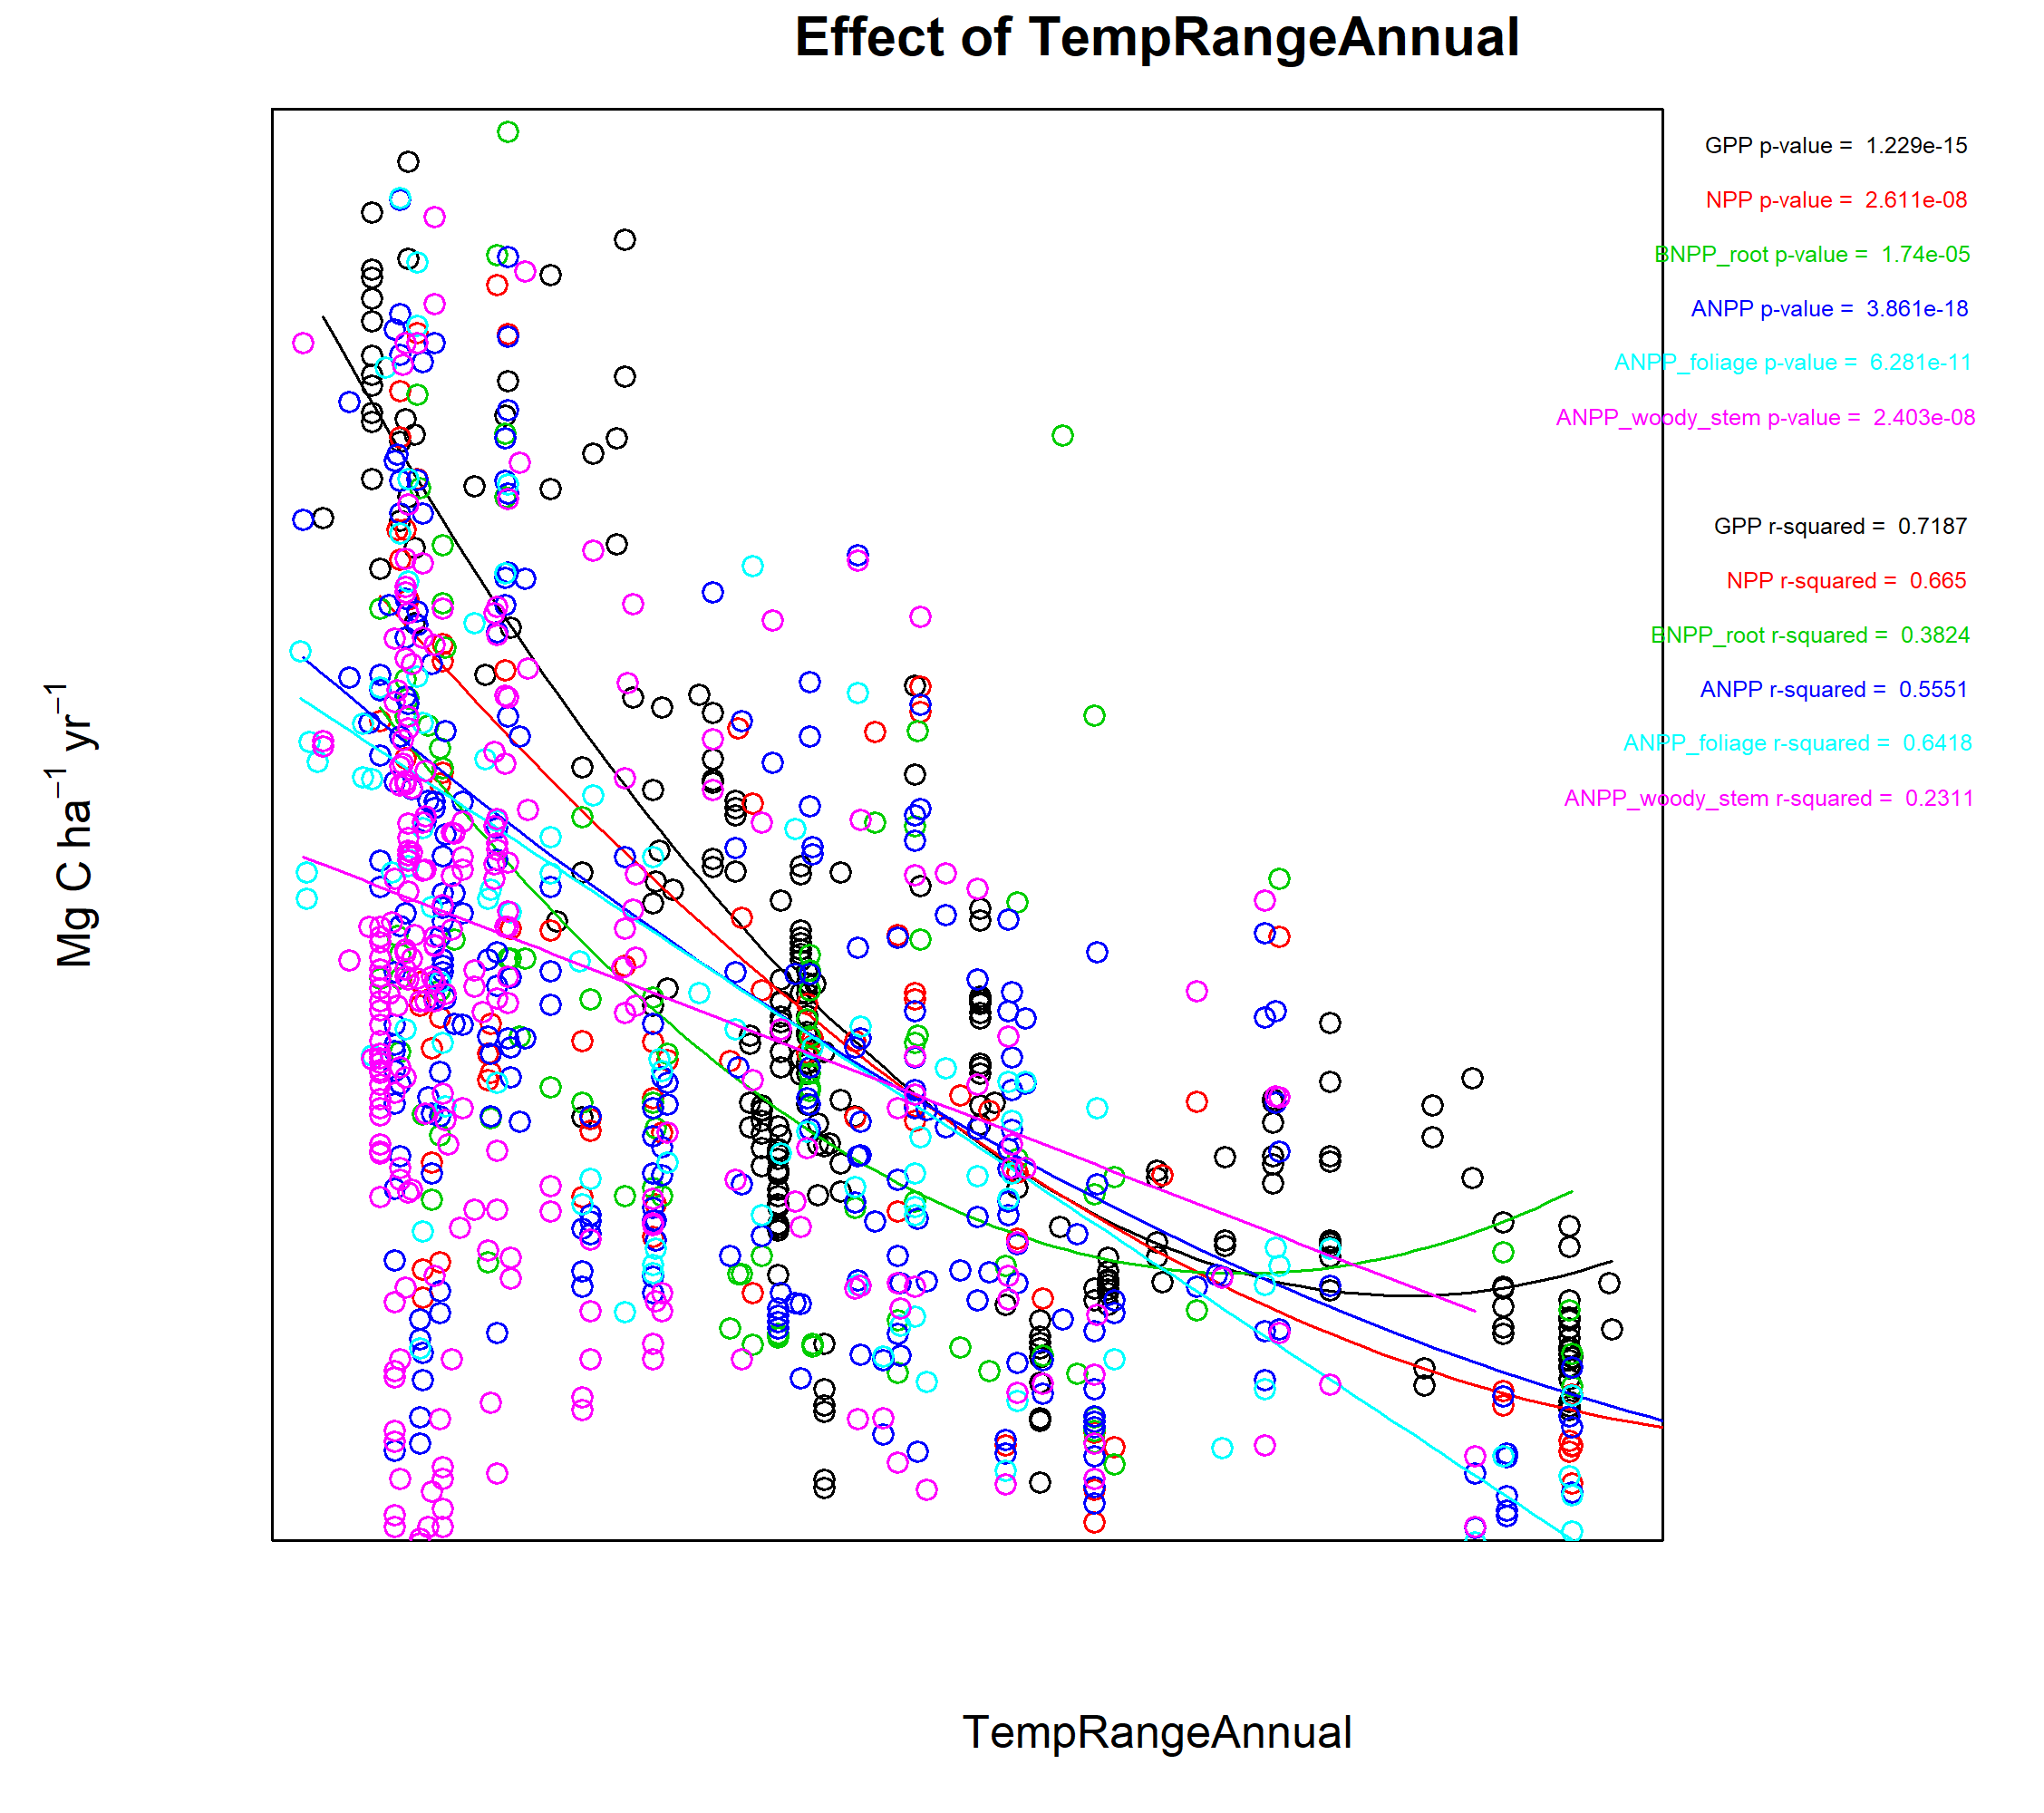 Effect of TempRangeAnnual
GPP p-value = 1.229e-15
NPP p-value = 2.611e-08
BNPP_root p-value = 1.74e-05
ANPP p-value = 3.861e-18
ANPP_foliage p-value = 6.281e-11
ANPP_woody_stem p-value = 2.403e-08
GPP r-squared = 0.7187
NPP r-squared = 0.665
BNPP_root r-squared = 0.3824
ANPP r-squared = 0.5551
ANPP_foliage r-squared = 0.6418
ANPP_woody_stem r-squared = 0.2311
Mg C ha⁻¹ yr⁻¹
TempRangeAnnual